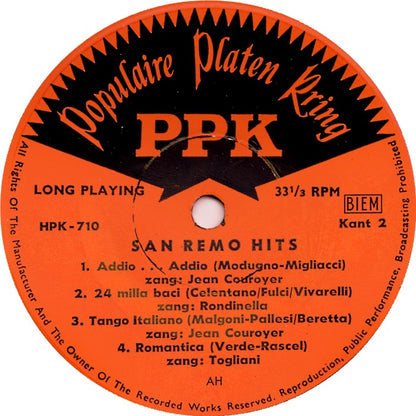 Populaire Platen Kring
PPK
LONG PLAYING
33 1/3 RPM
BIEM
HPK-710
Kant 2
SAN REMO HITS
1. Addio . . . Addio (Modugno-Migliacci)
zang: Jean Couroyer
2. 24 milla baci (Celentano/Fulci/Vivarelli)
zang: Rondinella
3. Tango Italiano (Malgoni-Pallesi/Beretta)
zang: Jean Couroyer
4. Romantica (Verde-Rascel)
zang: Togliani
AH
All Rights Of The Manufacturer And The Owner Of The Recorded Works Reserved. Reproduction, Public Performance, Broadcasting Prohibited